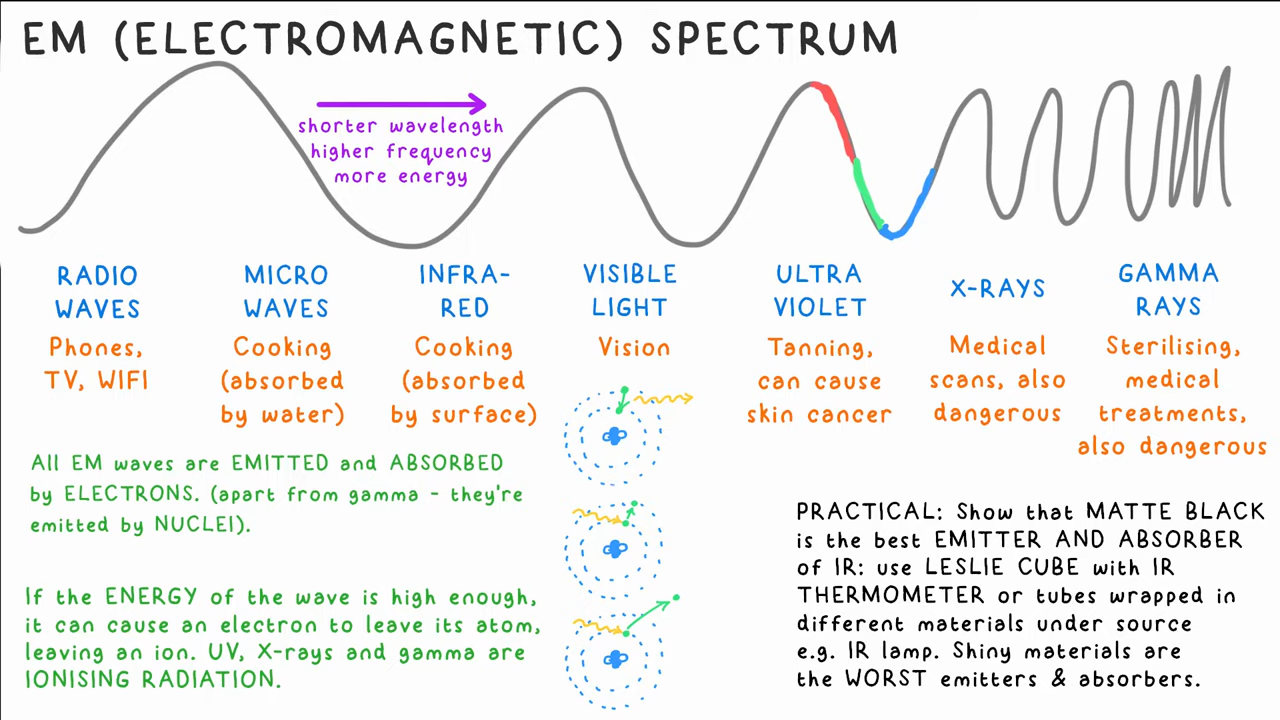 EM (ELECTROMAGNETIC) SPECTRUM
shorter wavelength
higher frequency
more energy
RADIO
WAVES
Phones,
TV, WIFI
MICRO
WAVES
Cooking
(absorbed
by water)
INFRA-
RED
Cooking
(absorbed
by surface)
VISIBLE
LIGHT
Vision
ULTRA
VIOLET
Tanning,
can cause
skin cancer
X-RAYS
Medical
scans, also
dangerous
GAMMA
RAYS
Sterilising,
medical
treatments,
also dangerous
All EM waves are EMITTED and ABSORBED
by ELECTRONS. (apart from gamma - they're
emitted by NUCLEI).
If the ENERGY of the wave is high enough,
it can cause an electron to leave its atom,
leaving an ion. UV, X-rays and gamma are
IONISING RADIATION.
PRACTICAL: Show that MATTE BLACK
is the best EMITTER AND ABSORBER
of IR: use LESLIE CUBE with IR
THERMOMETER or tubes wrapped in
different materials under source
e.g. IR lamp. Shiny materials are
the WORST emitters & absorbers.